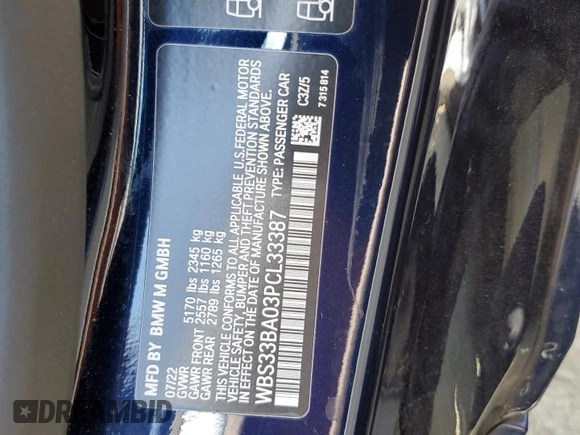 MFD BY BMW M GMBH
07/22
GVWR 5170 lbs 2345 kg
GAWR FRONT 2557 lbs 1160 kg
GAWR REAR 2789 lbs 1265 kg
THIS VEHICLE CONFORMS TO ALL APPLICABLE U.S.FEDERAL MOTOR
VEHICLE SAFETY, BUMPER AND THEFT PREVENTION STANDARDS
IN EFFECT ON THE DATE OF MANUFACTURE SHOWN ABOVE.
WBS33BA03PCL33387 TYPE: PASSENGER CAR
C3Z/5
7 315 814
DREAMBID